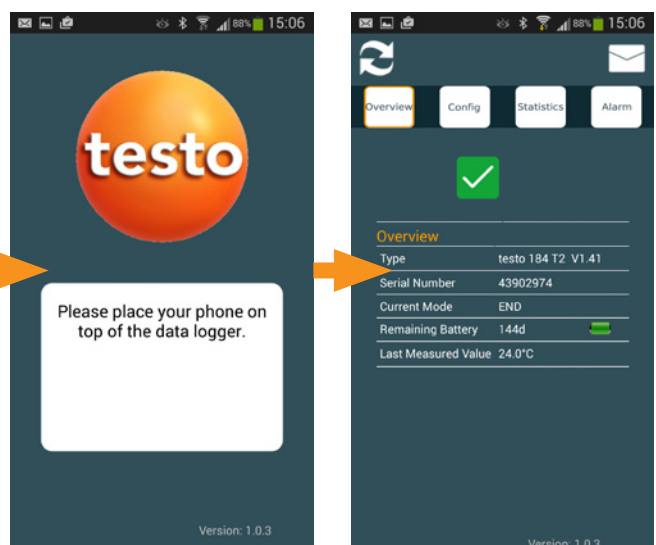 88% 15:06
testo
Please place your phone on
top of the data logger.
Version: 1.0.3
88% 15:06
Overview Config Statistics Alarm
Overview
Type testo 184 T2 V1.41
Serial Number 43902974
Current Mode END
Remaining Battery 144d
Last Measured Value 24.0°C
Version: 1.0.3